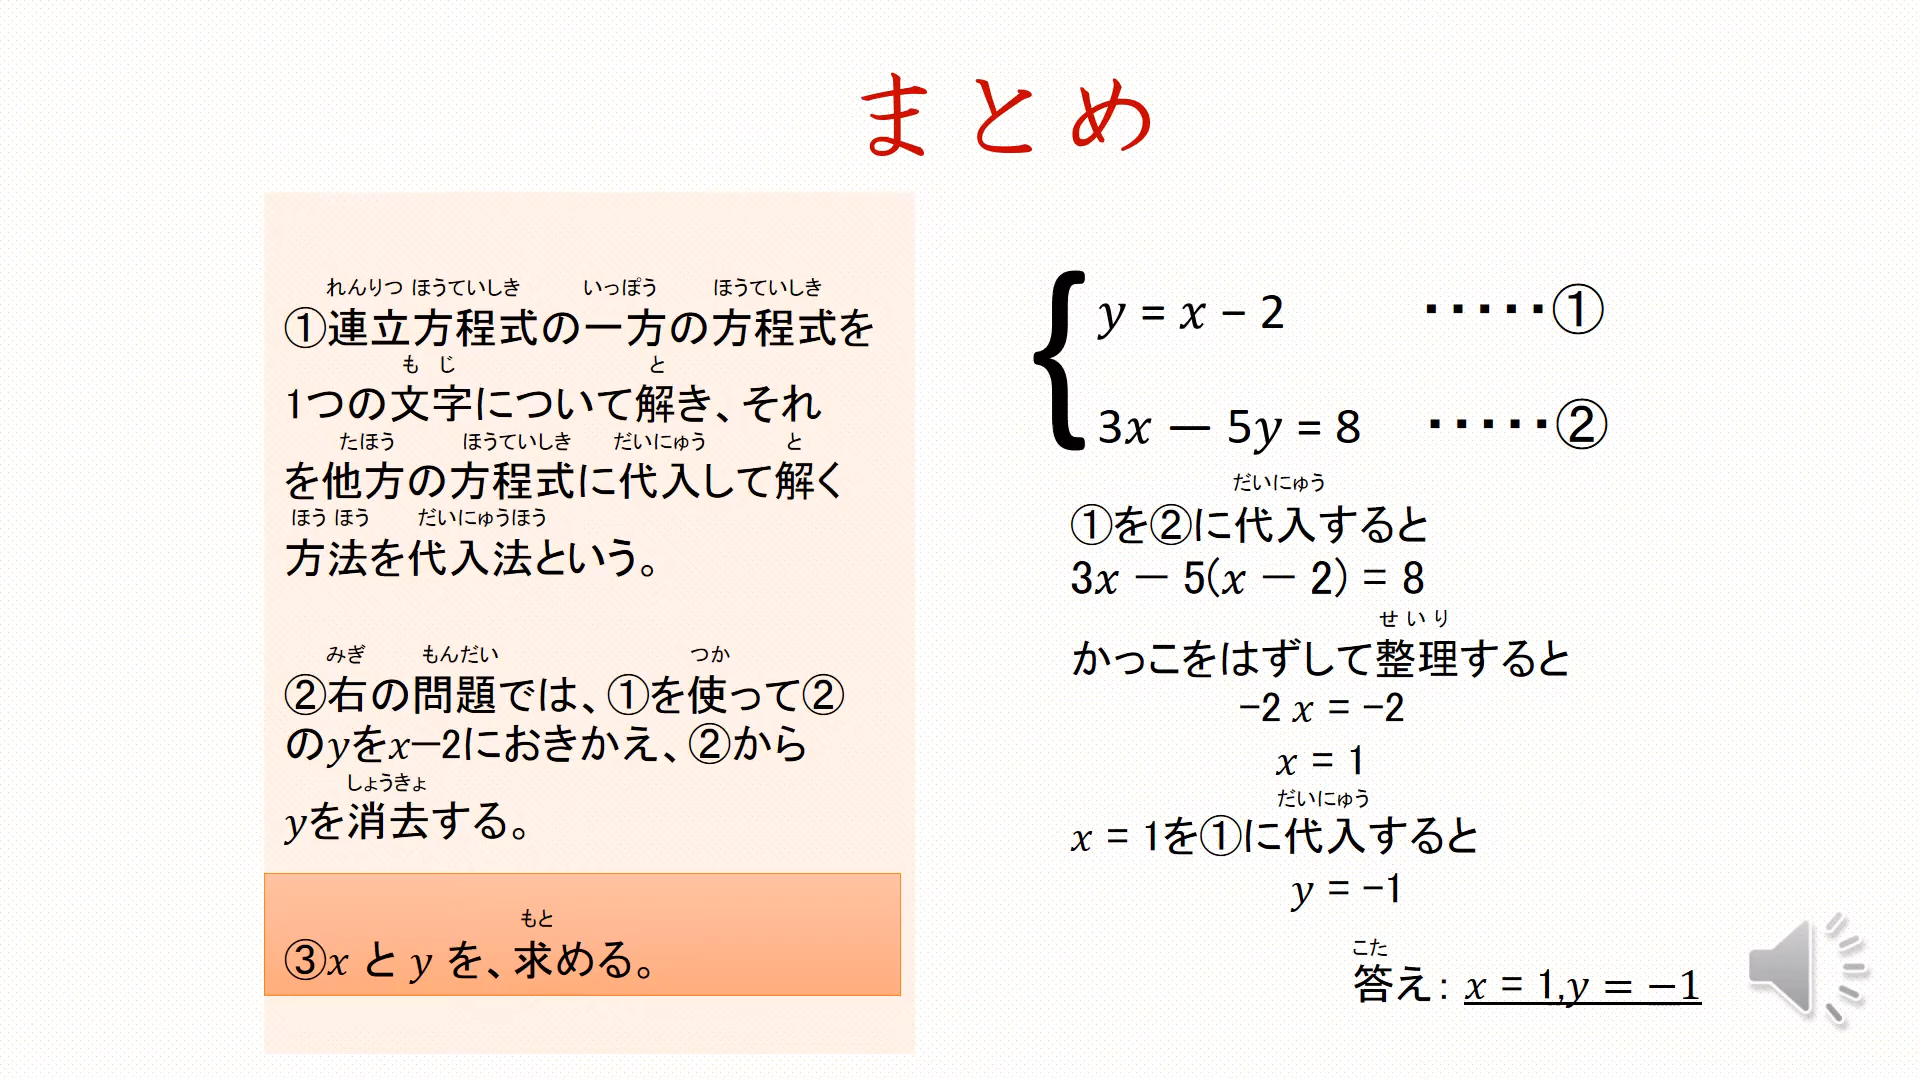 まとめ
れんりつ ほうていしき いっぽう ほうていしき
①連立方程式の一方の方程式を
も じ と
1つの文字について解き、それ
たほう ほうていしき だいにゅう と
を他方の方程式に代入して解く
ほう ほう だいにゅうほう
方法を代入法という。
みぎ もんだい つか
②右の問題では、①を使って②
のyをx−2におきかえ、②から
しょうきょ
yを消去する。
もと
③x と y を、求める。
y = x − 2 ・・・・・①
3x − 5y = 8 ・・・・・②
だいにゅう
①を②に代入すると
3x − 5(x − 2) = 8
せ い り
かっこをはずして整理すると
−2 x = −2
x = 1
だいにゅう
x = 1を①に代入すると
y = −1
こた
答え : x = 1,y = −1